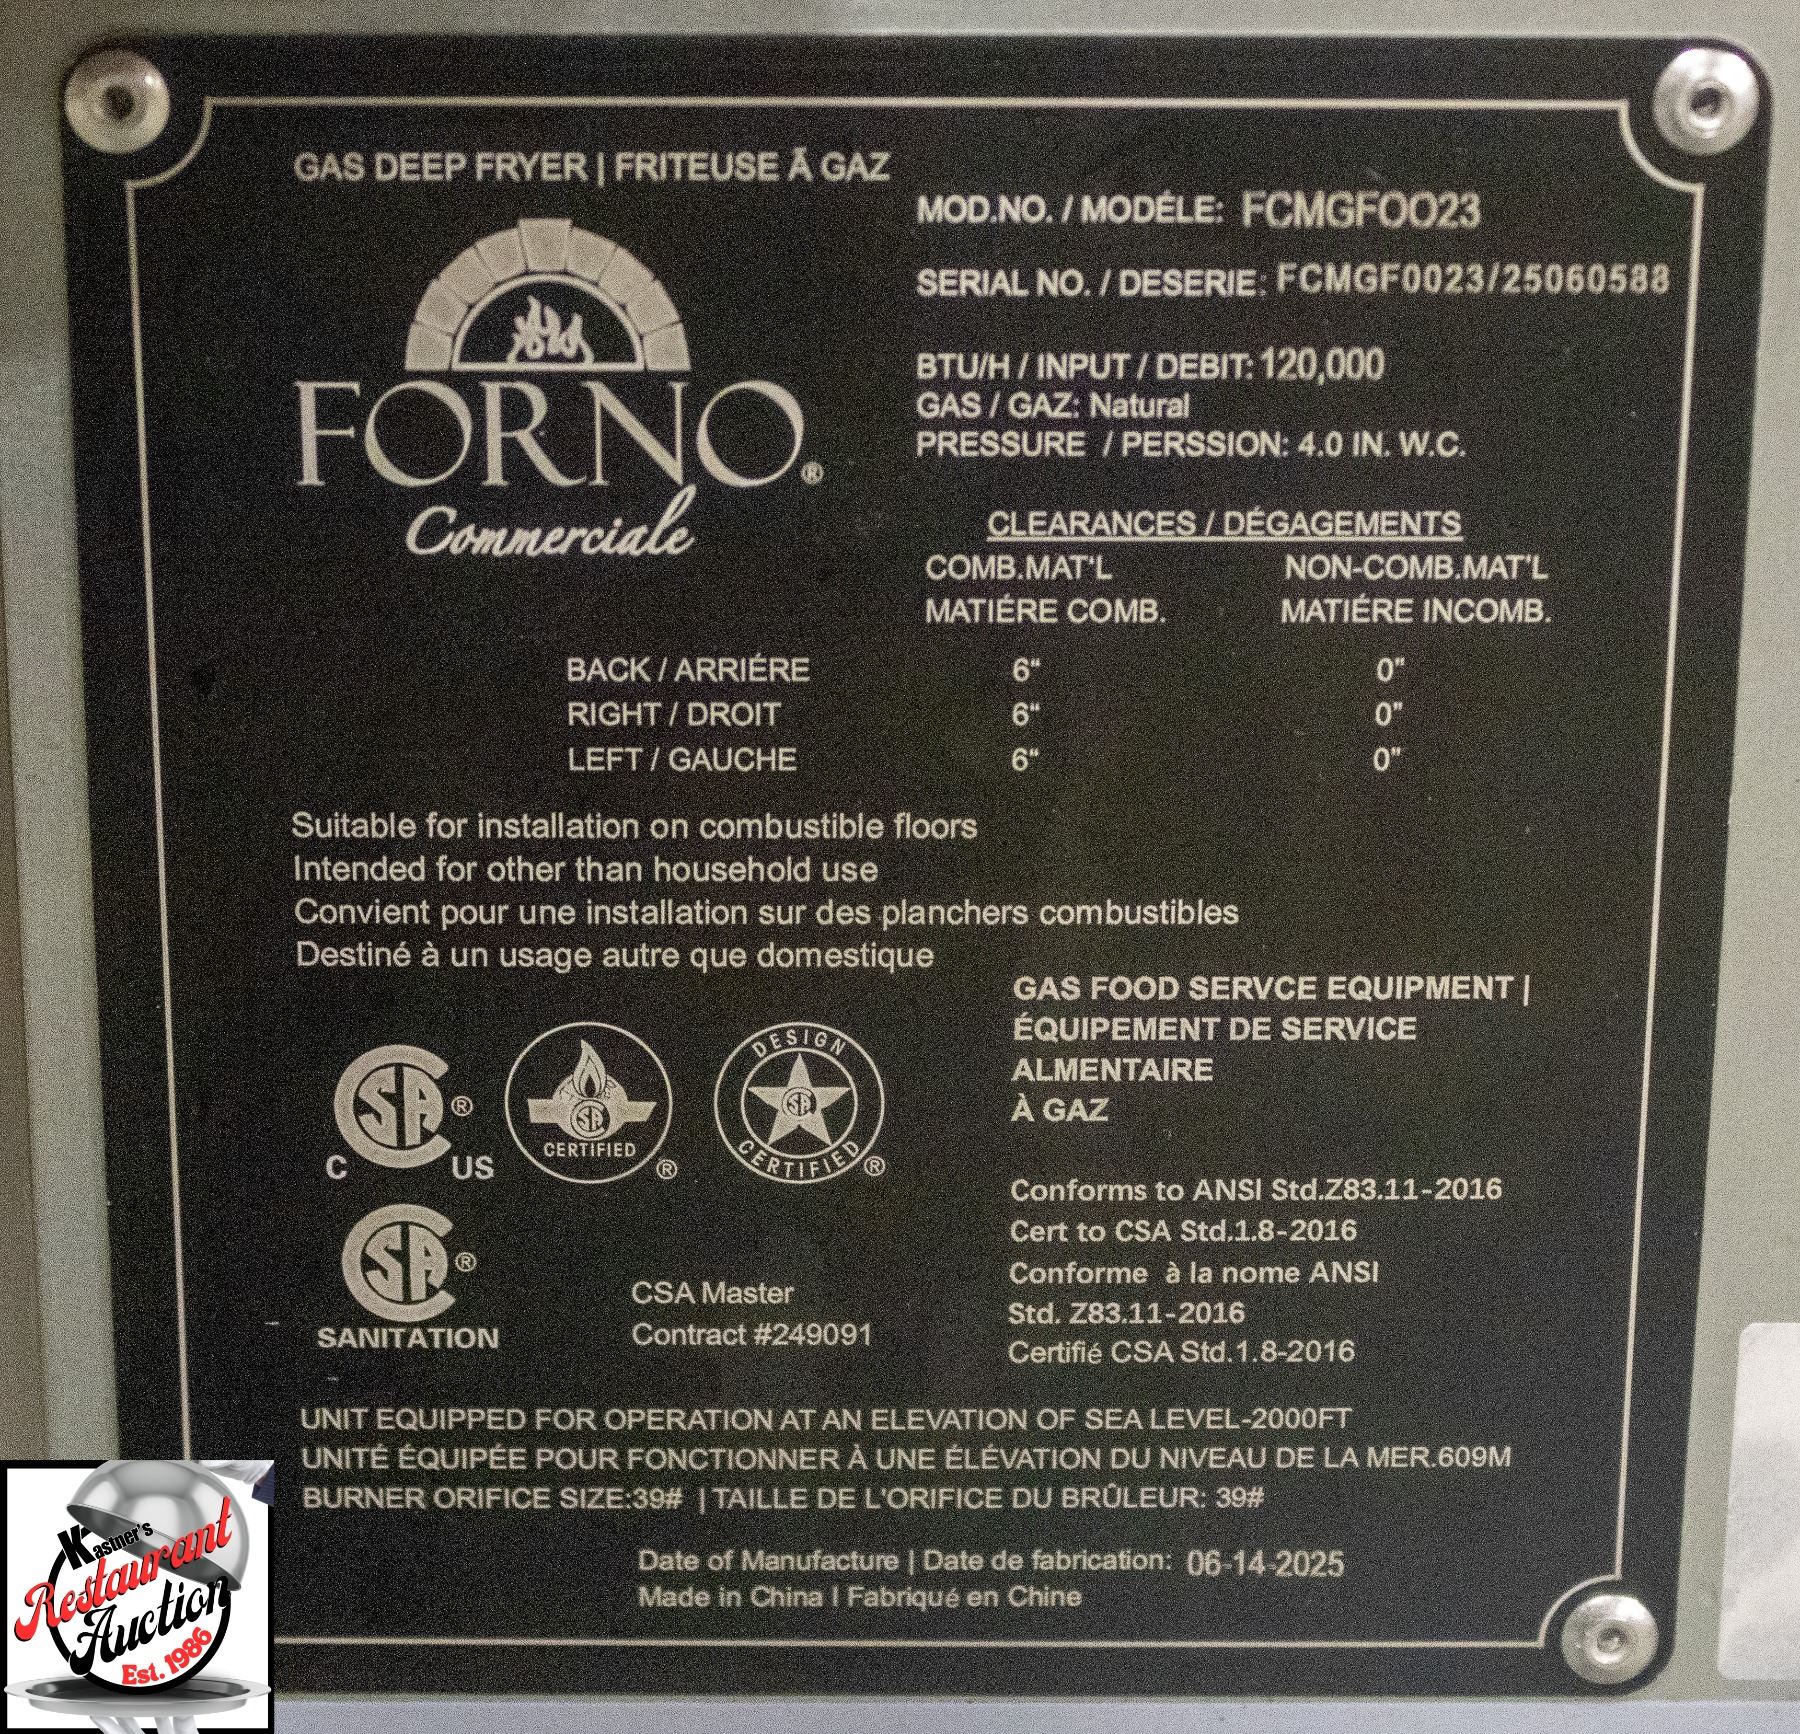 GAS DEEP FRYER | FRITEUSE Ã GAZ
FORNO®
Commerciale
MOD.NO. / MODÉLE: FCMGFOO23
SERIAL NO. / DESERIE: FCMGF0023/25060588
BTU/H / INPUT / DEBIT: 120,000
GAS / GAZ: Natural
PRESSURE / PERSSION: 4.0 IN. W.C.
CLEARANCES / DÉGAGEMENTS
COMB.MAT'L NON-COMB.MAT'L
MATIÉRE COMB. MATIÉRE INCOMB.
BACK / ARRIÉRE 6“ 0"
RIGHT / DROIT 6“ 0"
LEFT / GAUCHE 6“ 0"
Suitable for installation on combustible floors
Intended for other than household use
Convient pour une installation sur des planchers combustibles
Destiné à un usage autre que domestique
GAS FOOD SERVCE EQUIPMENT |
ÉQUIPEMENT DE SERVICE
ALMENTAIRE
À GAZ
CSA®
C US
CSA
CERTIFIED
®
DESIGN
CSA
CERTIFIED ®
CSA®
SANITATION
CSA Master
Contract #249091
Conforms to ANSI Std.Z83.11-2016
Cert to CSA Std.1.8-2016
Conforme à la nome ANSI
Std. Z83.11-2016
Certifié CSA Std.1.8-2016
UNIT EQUIPPED FOR OPERATION AT AN ELEVATION OF SEA LEVEL-2000FT
UNITÉ ÉQUIPÉE POUR FONCTIONNER À UNE ÉLÉVATION DU NIVEAU DE LA MER.609M
BURNER ORIFICE SIZE:39# | TAILLE DE L'ORIFICE DU BRÛLEUR: 39#
Date of Manufacture | Date de fabrication: 06-14-2025
Made in China I Fabriqué en Chine
Kastner's
Restaurant
Auction
Est. 1986